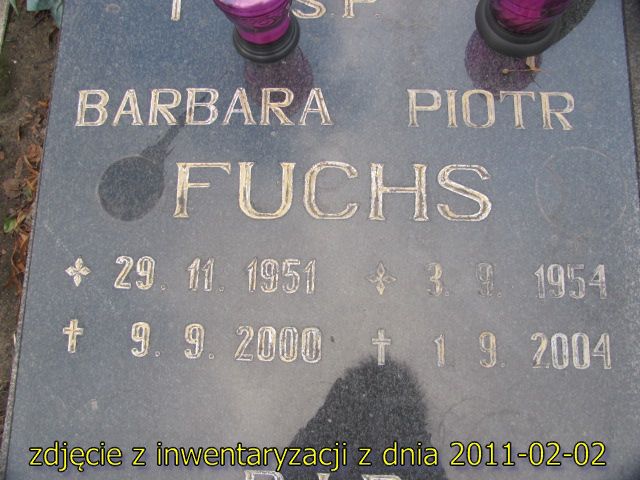 Ś.P.
BARBARA PIOTR
FUCHS
29. 11. 1951 3. 9. 1954
9. 9. 2000 1. 9. 2004
zdjęcie z inwentaryzacji z dnia 2011-02-02